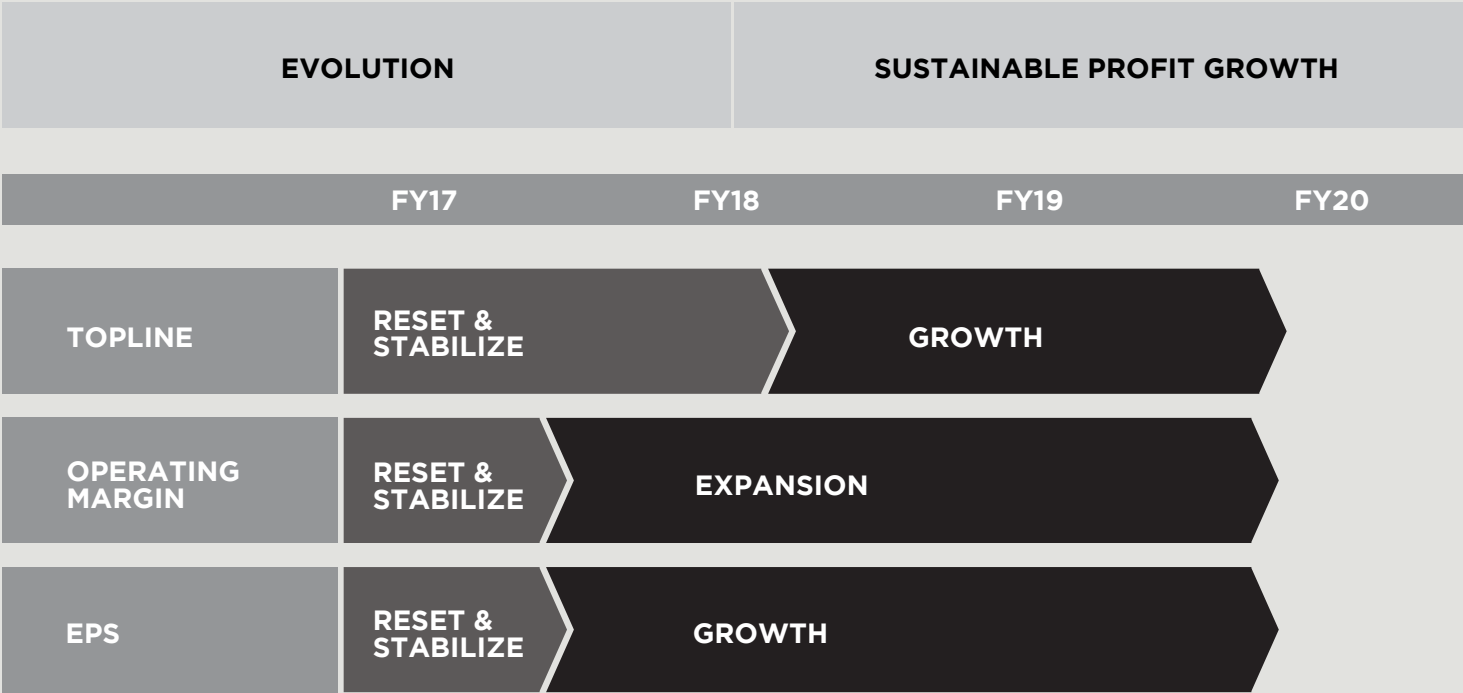 EVOLUTION
SUSTAINABLE PROFIT GROWTH
FY17 FY18 FY19 FY20
TOPLINE
RESET &
STABILIZE
GROWTH
OPERATING
MARGIN
RESET &
STABILIZE
EXPANSION
EPS
RESET &
STABILIZE
GROWTH